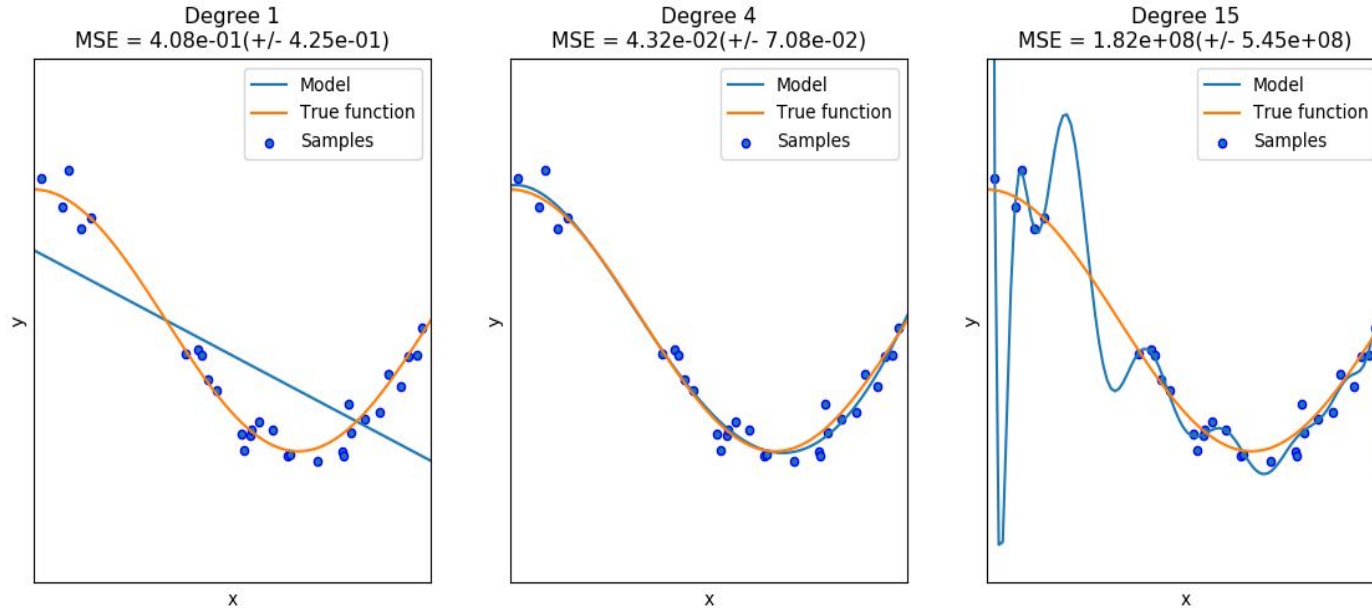 Degree 1
MSE = 4.08e-01(+/- 4.25e-01)
Model
True function
Samples
y
x
Degree 4
MSE = 4.32e-02(+/- 7.08e-02)
Model
True function
Samples
y
x
Degree 15
MSE = 1.82e+08(+/- 5.45e+08)
Model
True function
Samples
y
x